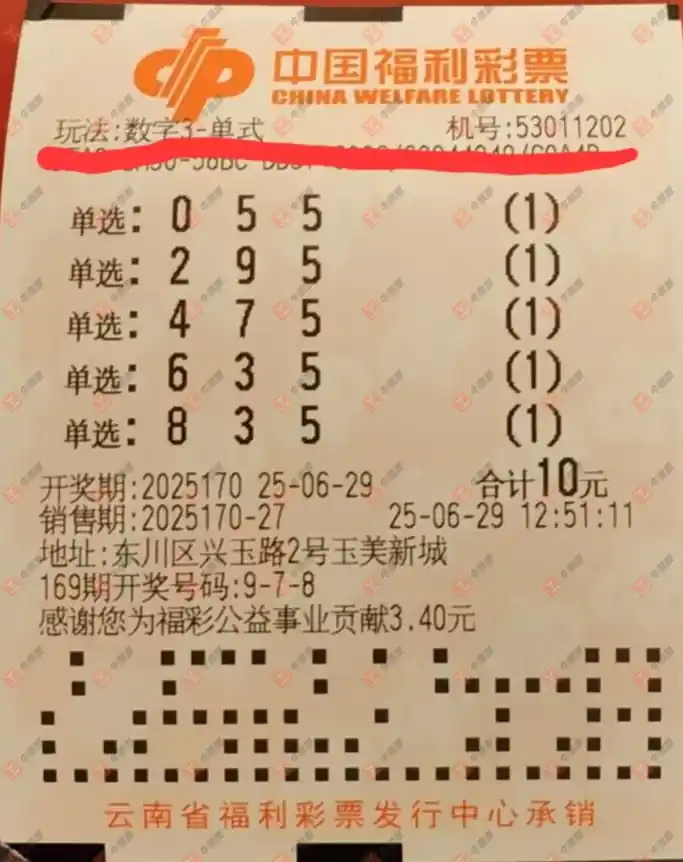 中国福利彩票
CHINA WELFARE LOTTERY
玩法:数字3-单式 机号:53011202
单选: 0 5 5 (1)
单选: 2 9 5 (1)
单选: 4 7 5 (1)
单选: 6 3 5 (1)
单选: 8 3 5 (1)
开奖期:2025170 25-06-29 合计10元
销售期:2025170-27 25-06-29 12:51:11
地址:东川区兴玉路2号玉美新城
169期开奖号码:9-7-8
感谢您为福彩公益事业贡献3.40元
云南省福利彩票发行中心承销